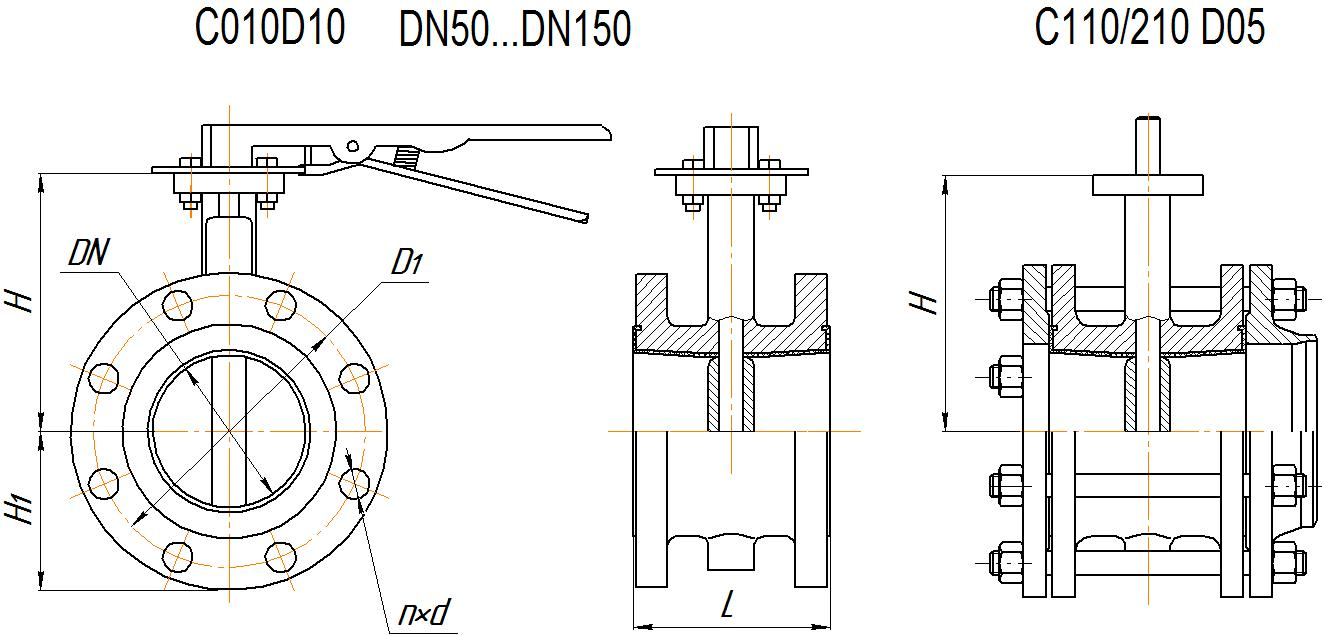 C010D10 DN50...DN150
C110/210 D05
DN
D1
H
H1
n×d
L
H